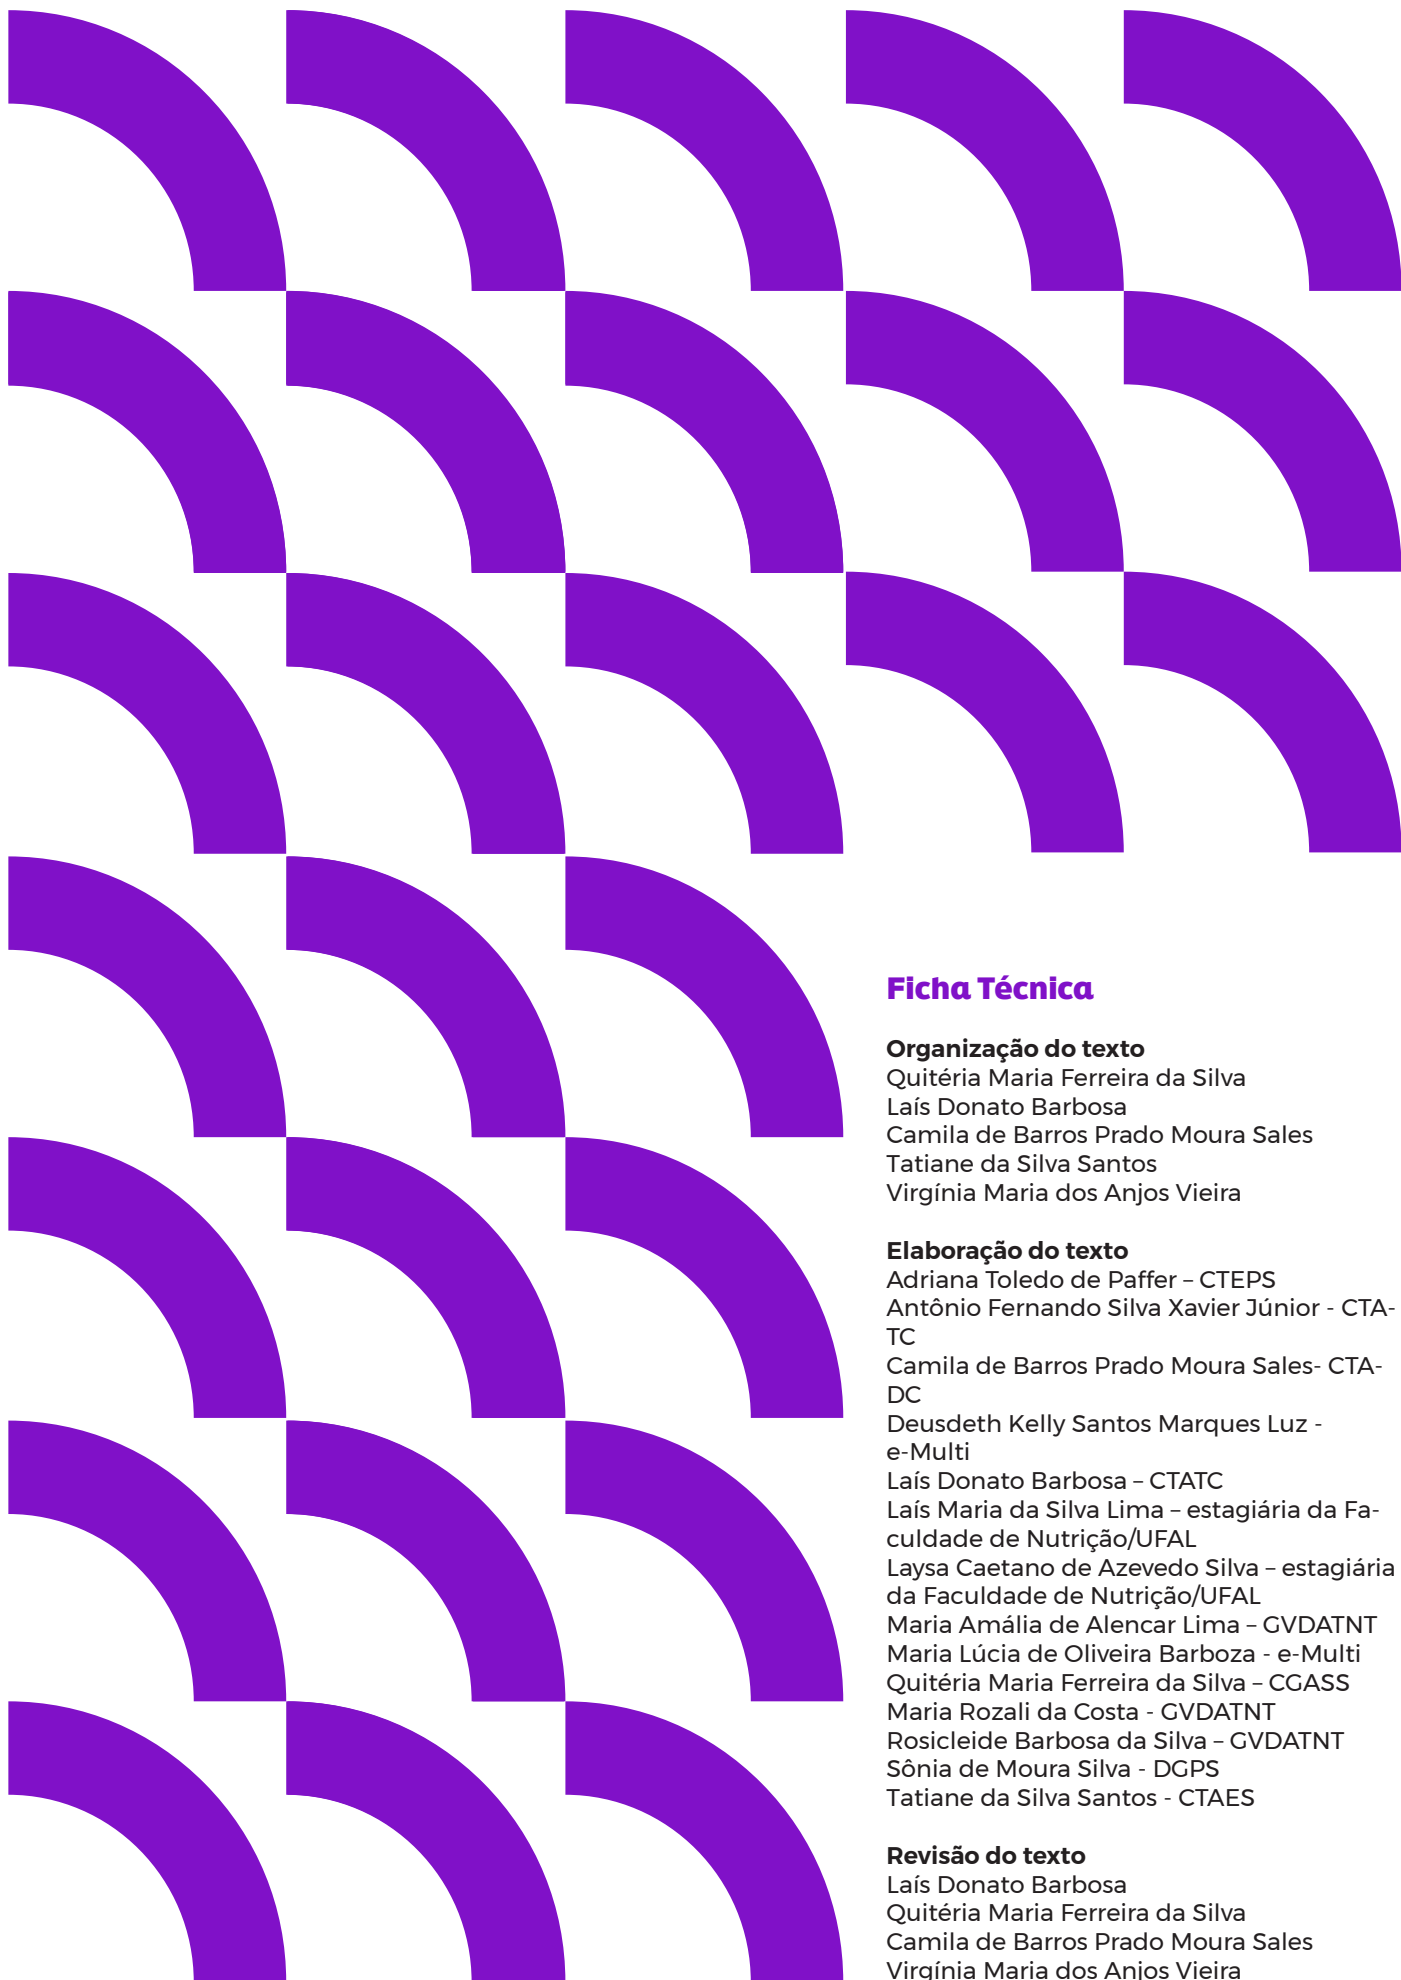 Ficha Técnica
Organização do texto
Quitéria Maria Ferreira da Silva
Laís Donato Barbosa
Camila de Barros Prado Moura Sales
Tatiane da Silva Santos
Virgínia Maria dos Anjos Vieira
Elaboração do texto
Adriana Toledo de Paffer – CTEPS
Antônio Fernando Silva Xavier Júnior - CTA-
TC
Camila de Barros Prado Moura Sales- CTA-
DC
Deusdeth Kelly Santos Marques Luz -
e-Multi
Laís Donato Barbosa – CTATC
Laís Maria da Silva Lima – estagiária da Fa-
culdade de Nutrição/UFAL
Laysa Caetano de Azevedo Silva – estagiária
da Faculdade de Nutrição/UFAL
Maria Amália de Alencar Lima – GVDATNT
Maria Lúcia de Oliveira Barboza - e-Multi
Quitéria Maria Ferreira da Silva – CGASS
Maria Rozali da Costa - GVDATNT
Rosicleide Barbosa da Silva – GVDATNT
Sônia de Moura Silva - DGPS
Tatiane da Silva Santos - CTAES
Revisão do texto
Laís Donato Barbosa
Quitéria Maria Ferreira da Silva
Camila de Barros Prado Moura Sales
Virgínia Maria dos Anjos Vieira